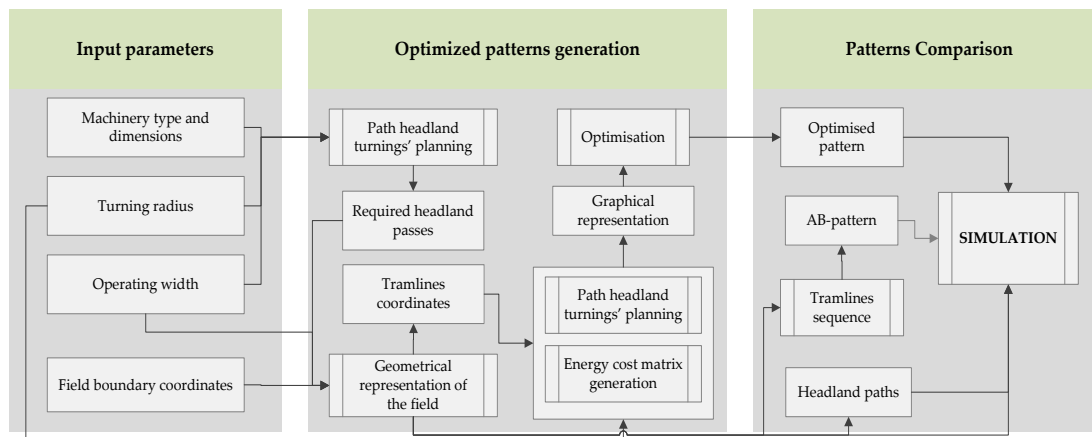 Input parameters
Machinery type and
dimensions
Turning radius
Operating width
Field boundary coordinates
Optimized patterns generation
Path headland
turnings’ planning
Required headland
passes
Tramlines
coordinates
Geometrical
representation of
the field
Optimisation
Graphical
representation
Path headland
turnings’ planning
Energy cost matrix
generation
Patterns Comparison
Optimised
pattern
AB-pattern
Tramlines
sequence
Headland paths
SIMULATION